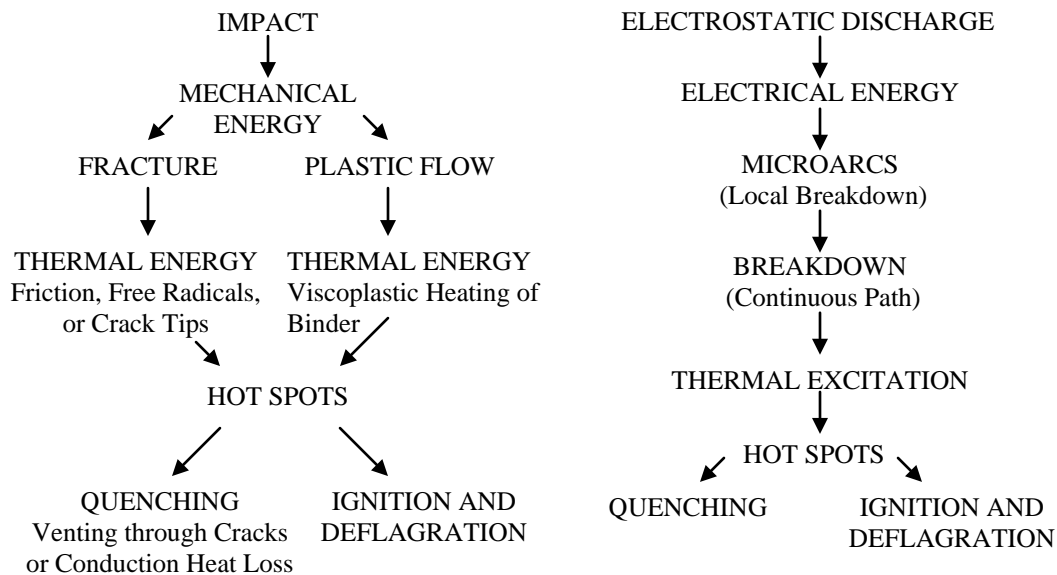 IMPACT
MECHANICAL
ENERGY
FRACTURE
PLASTIC FLOW
THERMAL ENERGY
Friction, Free Radicals,
or Crack Tips
THERMAL ENERGY
Viscoplastic Heating of
Binder
HOT SPOTS
QUENCHING
Venting through Cracks
or Conduction Heat Loss
IGNITION AND
DEFLAGRATION
ELECTROSTATIC DISCHARGE
ELECTRICAL ENERGY
MICROARCS
(Local Breakdown)
BREAKDOWN
(Continuous Path)
THERMAL EXCITATION
HOT SPOTS
QUENCHING
IGNITION AND
DEFLAGRATION